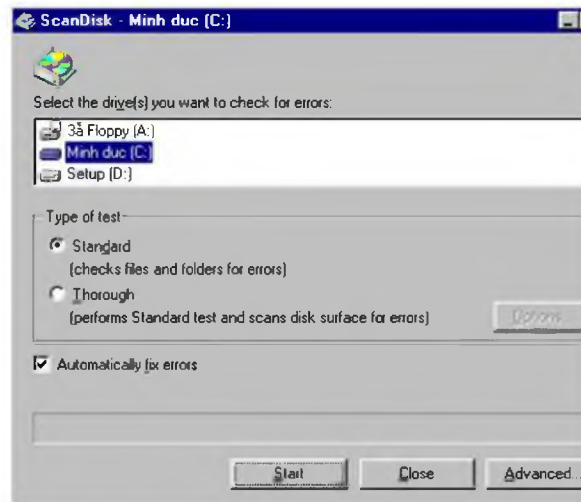 ScanDisk - Minh duc (C:)
Select the drive(s) you want to check for errors:
3å Floppy (A:)
Minh duc (C:)
Setup (D:)
Type of test
Standard
(checks files and folders for errors)
Thorough
(performs Standard test and scans disk surface for errors)
Options...
Automatically fix errors
Start
Close
Advanced...